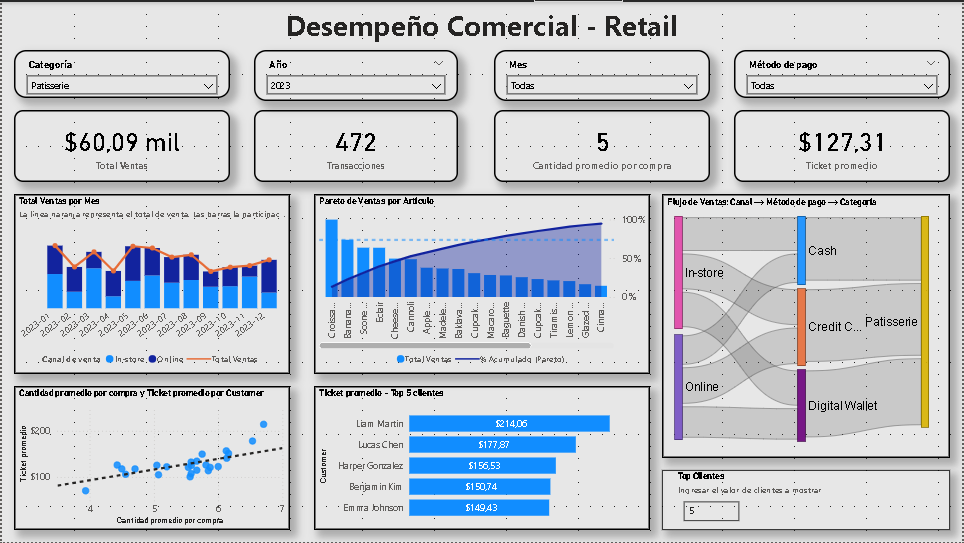 Desempeño Comercial - Retail
Categoría
Patisserie
Año
2023
Mes
Todas
Método de pago
Todas
$60,09 mil
Total Ventas
472
Transacciones
5
Cantidad promedio por compra
$127,31
Ticket promedio
Total Ventas por Mes
La línea naranja representa el total de venta. Las barras la participac...
2023-01
2023-02
2023-03
2023-04
2023-05
2023-06
2023-07
2023-08
2023-09
2023-10
2023-11
2023-12
Canal de venta In-store Online Total Ventas
Pareto de Ventas por Artículo
100%
50%
0%
Croissa...
Banana ...
Scone...
Eclair
Cheese...
Cannoli
Apple ...
Madele...
Baklava...
Cupcak...
Macaro...
Baguette
Danish ...
Cupcak...
Tiramis...
Lemon ...
Glazed ...
Cinna...
Total Ventas % Acumulado (Pareto)
Flujo de Ventas: Canal → Método de pago → Categoría
In-store
Online
Cash
Credit C...
Digital Wallet
Patisserie
Cantidad promedio por compra y Ticket promedio por Customer
Ticket promedio
$200
$100
4 5 6 7
Cantidad promedio por compra
Ticket promedio - Top 5 clientes
Customer
Liam Martin $214,06
Lucas Chen $177,87
Harper Gonzalez $156,53
Benjamin Kim $150,74
Emma Johnson $149,43
Top Clientes
Ingresar el valor de clientes a mostrar
5